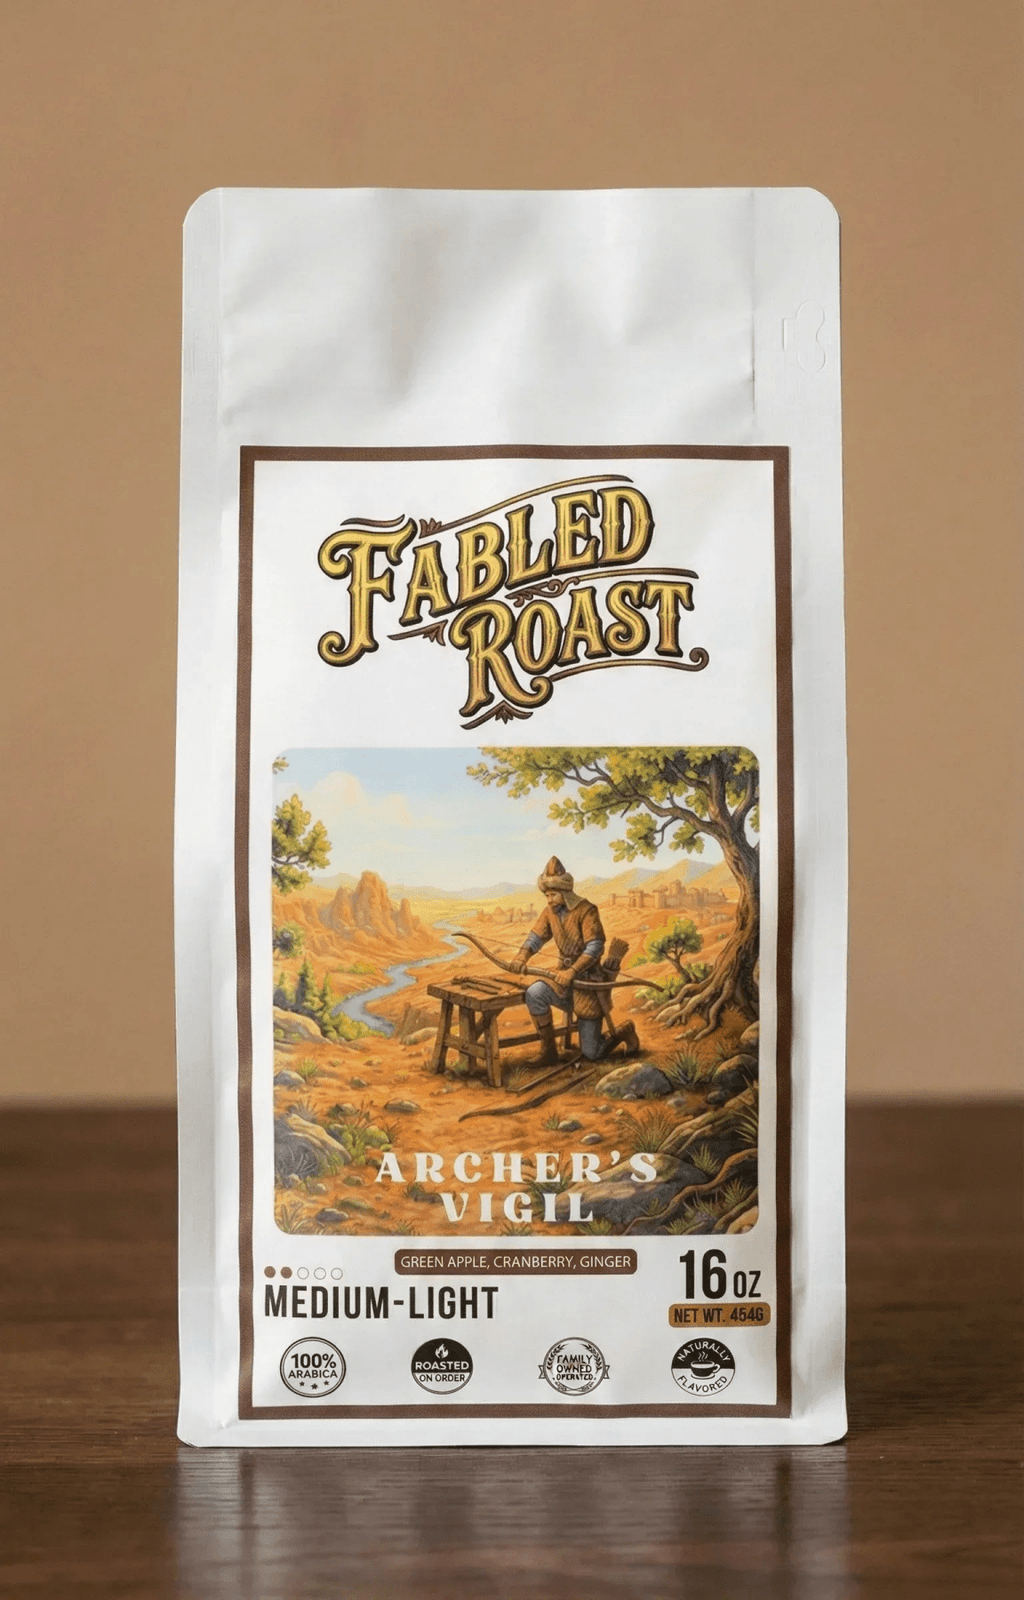 FABLED
ROAST
ARCHER'S
VIGIL
GREEN APPLE, CRANBERRY, GINGER
MEDIUM-LIGHT
16 OZ
NET WT. 454G
100%
ARABICA
ROASTED
ON ORDER
FAMILY
OWNED
OPERATED
NATURALLY
FLAVORED